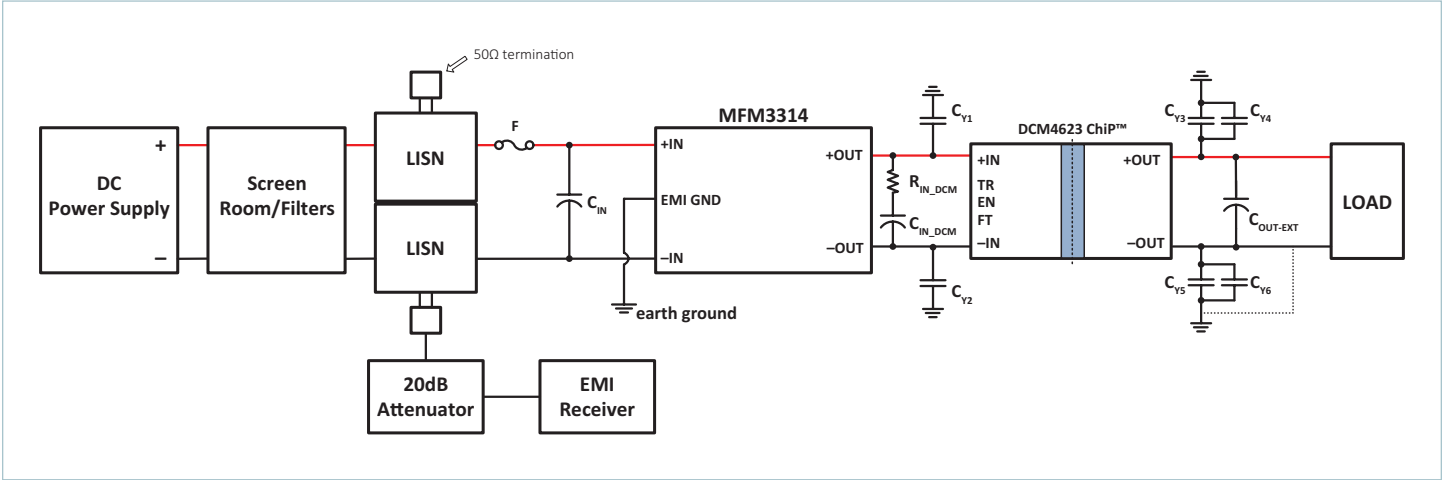 50Ω termination
DC
Power Supply
+
–
Screen
Room/Filters
LISN
LISN
F
C_IN
MFM3314
+IN
EMI GND
–IN
+OUT
–OUT
earth ground
R_IN_DCM
C_IN_DCM
C_Y1
C_Y2
DCM4623 ChiP™
+IN
TR
EN
FT
–IN
+OUT
–OUT
C_Y3
C_Y4
C_Y5
C_Y6
C_OUT-EXT
LOAD
20dB
Attenuator
EMI
Receiver